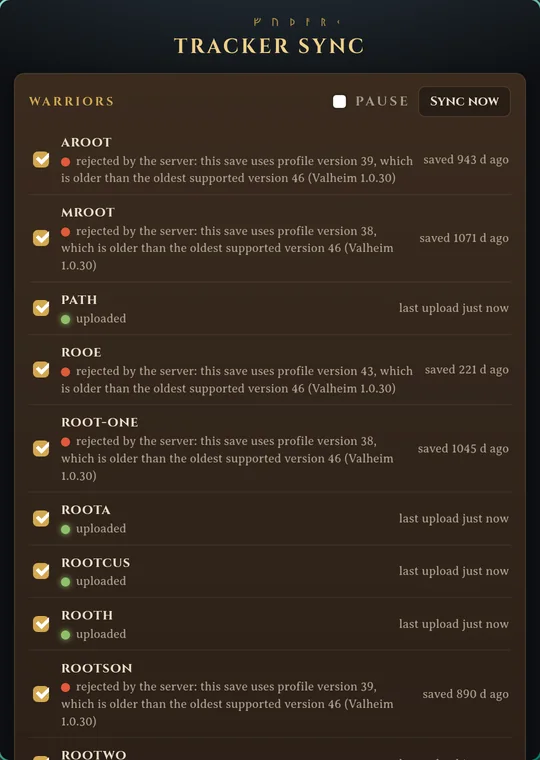 ᚠ ᚢ ᚦ ᚨ ᚱ ᚲ
TRACKER SYNC
WARRIORS
PAUSE
SYNC NOW
AROOT
rejected by the server: this save uses profile version 39, which
is older than the oldest supported version 46 (Valheim 1.0.30)
saved 943 d ago
MROOT
rejected by the server: this save uses profile version 38,
which is older than the oldest supported version 46 (Valheim
1.0.30)
saved 1071 d ago
PATH
uploaded
last upload just now
ROOE
rejected by the server: this save uses profile version 43, which
is older than the oldest supported version 46 (Valheim 1.0.30)
saved 221 d ago
ROOT-ONE
rejected by the server: this save uses profile version 38,
which is older than the oldest supported version 46 (Valheim
1.0.30)
saved 1045 d ago
ROOTA
uploaded
last upload just now
ROOTCUS
uploaded
last upload just now
ROOTH
uploaded
last upload just now
ROOTSON
rejected by the server: this save uses profile version 39,
which is older than the oldest supported version 46 (Valheim
1.0.30)
saved 890 d ago
ROOTWO